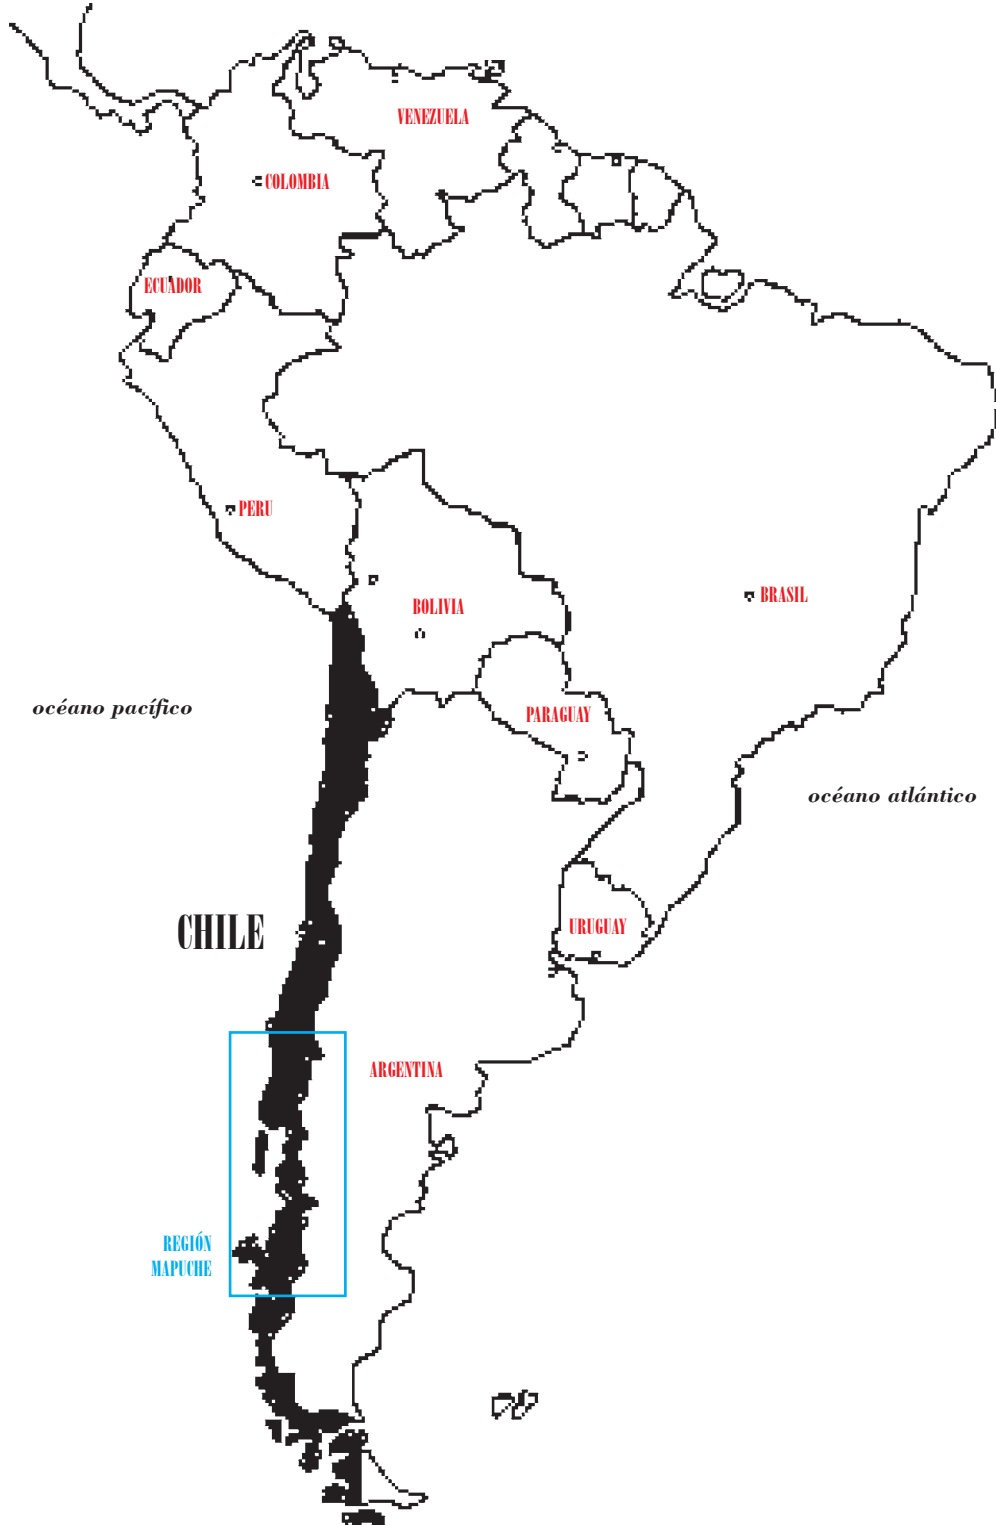 VENEZUELA
COLOMBIA
ECUADOR
PERU
BRASIL
BOLIVIA
océano pacífico
PARAGUAY
océano atlántico
CHILE
URUGUAY
ARGENTINA
REGIÓN
MAPUCHE